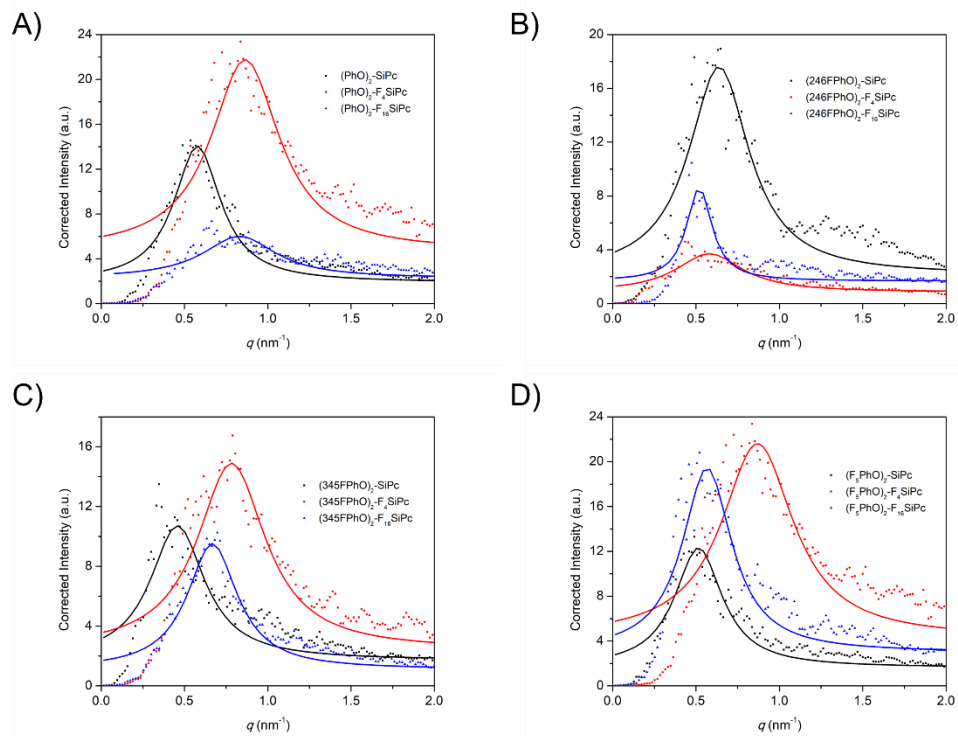 A)
24
20
16
12
8
4
0
Corrected Intensity (a.u.)
(PhO)₂-SiPc
(PhO)₂-F₄SiPc
(PhO)₂-F₁₆SiPc
0.0 0.5 1.0 1.5 2.0
q (nm⁻¹)
B)
20
16
12
8
4
0
Corrected Intensity (a.u.)
(246FPhO)₂-SiPc
(246FPhO)₂-F₄SiPc
(246FPhO)₂-F₁₆SiPc
0.0 0.5 1.0 1.5 2.0
q (nm⁻¹)
C)
16
12
8
4
0
Corrected Intensity (a.u.)
(345FPhO)₂-SiPc
(345FPhO)₂-F₄SiPc
(345FPhO)₂-F₁₆SiPc
0.0 0.5 1.0 1.5 2.0
q (nm⁻¹)
D)
24
20
16
12
8
4
0
Corrected Intensity (a.u.)
(F₅PhO)₂-SiPc
(F₅PhO)₂-F₄SiPc
(F₅PhO)₂-F₁₆SiPc
0.0 0.5 1.0 1.5 2.0
q (nm⁻¹)